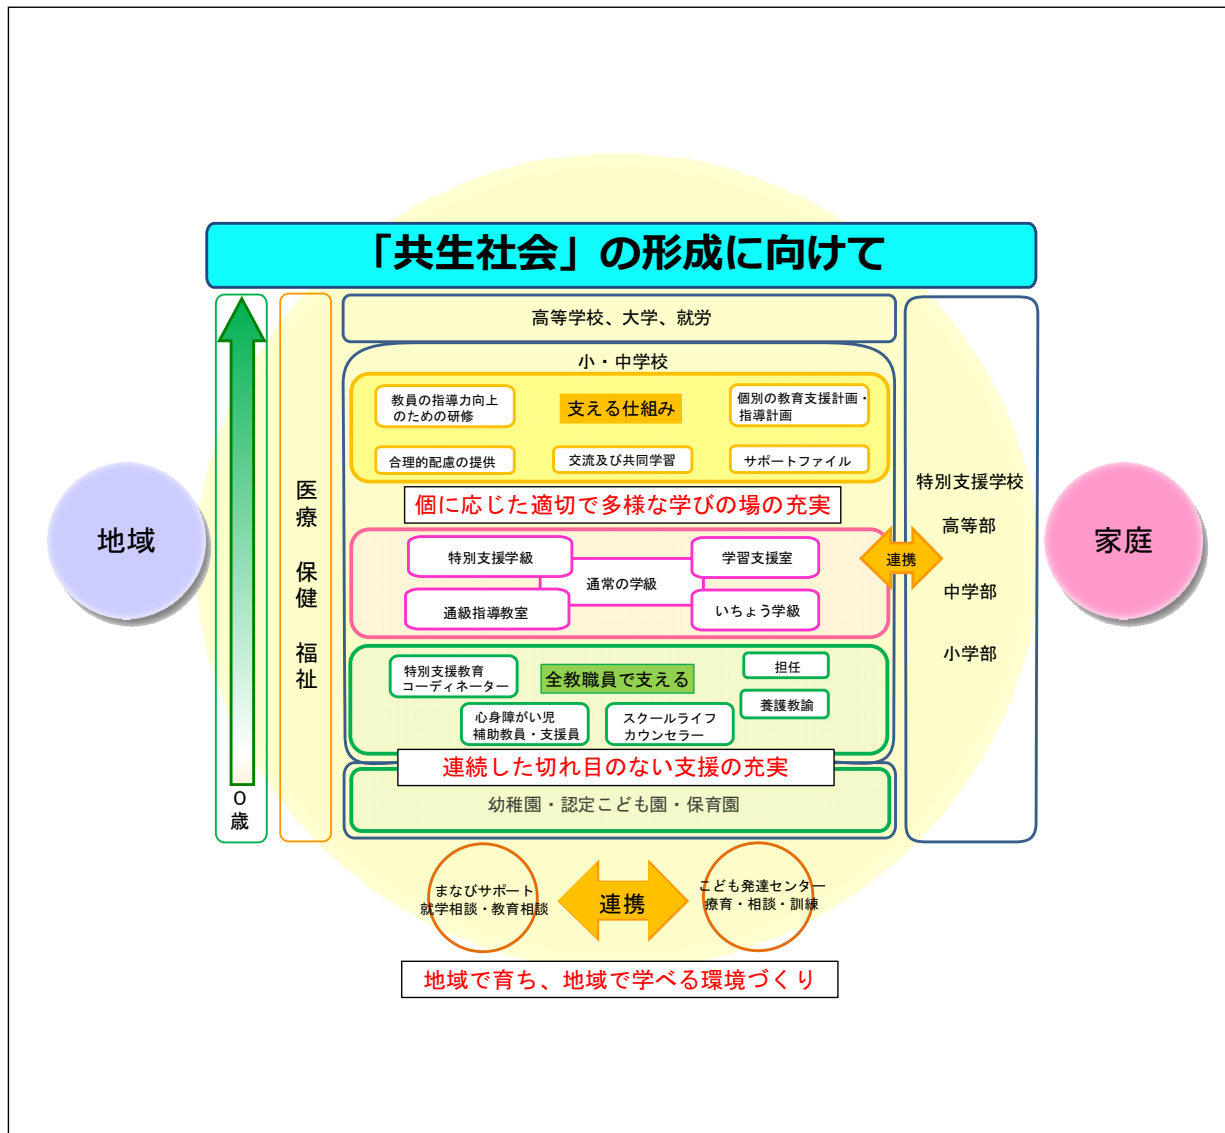 「共生社会」の形成に向けて
高等学校、大学、就労
小・中学校
教員の指導力向上
のための研修
支える仕組み
個別の教育支援計画・
指導計画
合理的配慮の提供
交流及び共同学習
サポートファイル
個に応じた適切で多様な学びの場の充実
特別支援学級
学習支援室
通常の学級
通級指導教室
いちょう学級
連携
特別支援教育
コーディネーター
全教職員で支える
担任
養護教諭
心身障がい児
補助教員・支援員
スクールライフ
カウンセラー
連続した切れ目のない支援の充実
幼稚園・認定こども園・保育園
0
歳
医療 保健 福祉
地域
特別支援学校
高等部
中学部
小学部
家庭
まなびサポート
就学相談・教育相談
連携
こども発達センター
療育・相談・訓練
地域で育ち、地域で学べる環境づくり